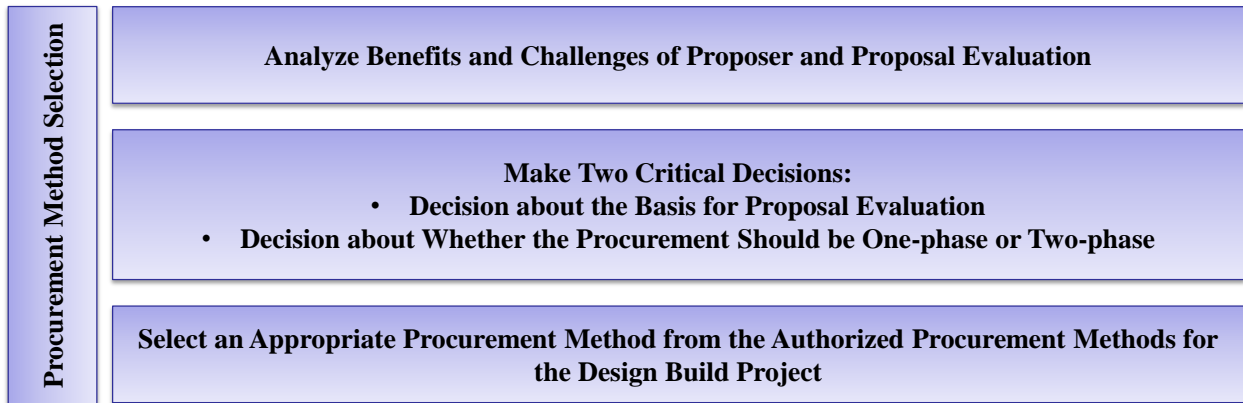 Procurement Method Selection
Analyze Benefits and Challenges of Proposer and Proposal Evaluation
Make Two Critical Decisions:
• Decision about the Basis for Proposal Evaluation
• Decision about Whether the Procurement Should be One-phase or Two-phase
Select an Appropriate Procurement Method from the Authorized Procurement Methods for
the Design Build Project